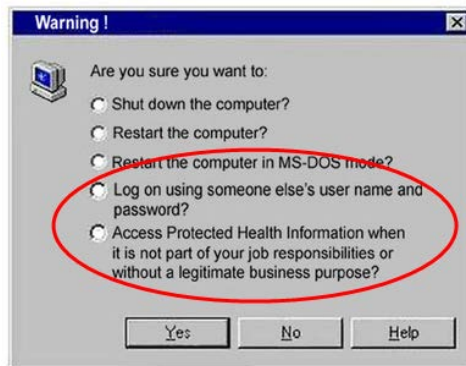 Warning !
Are you sure you want to:
Shut down the computer?
Restart the computer?
Restart the computer in MS-DOS mode?
Log on using someone else's user name and
password?
Access Protected Health Information when
it is not part of your job responsibilities or
without a legitimate business purpose?
Yes
No
Help